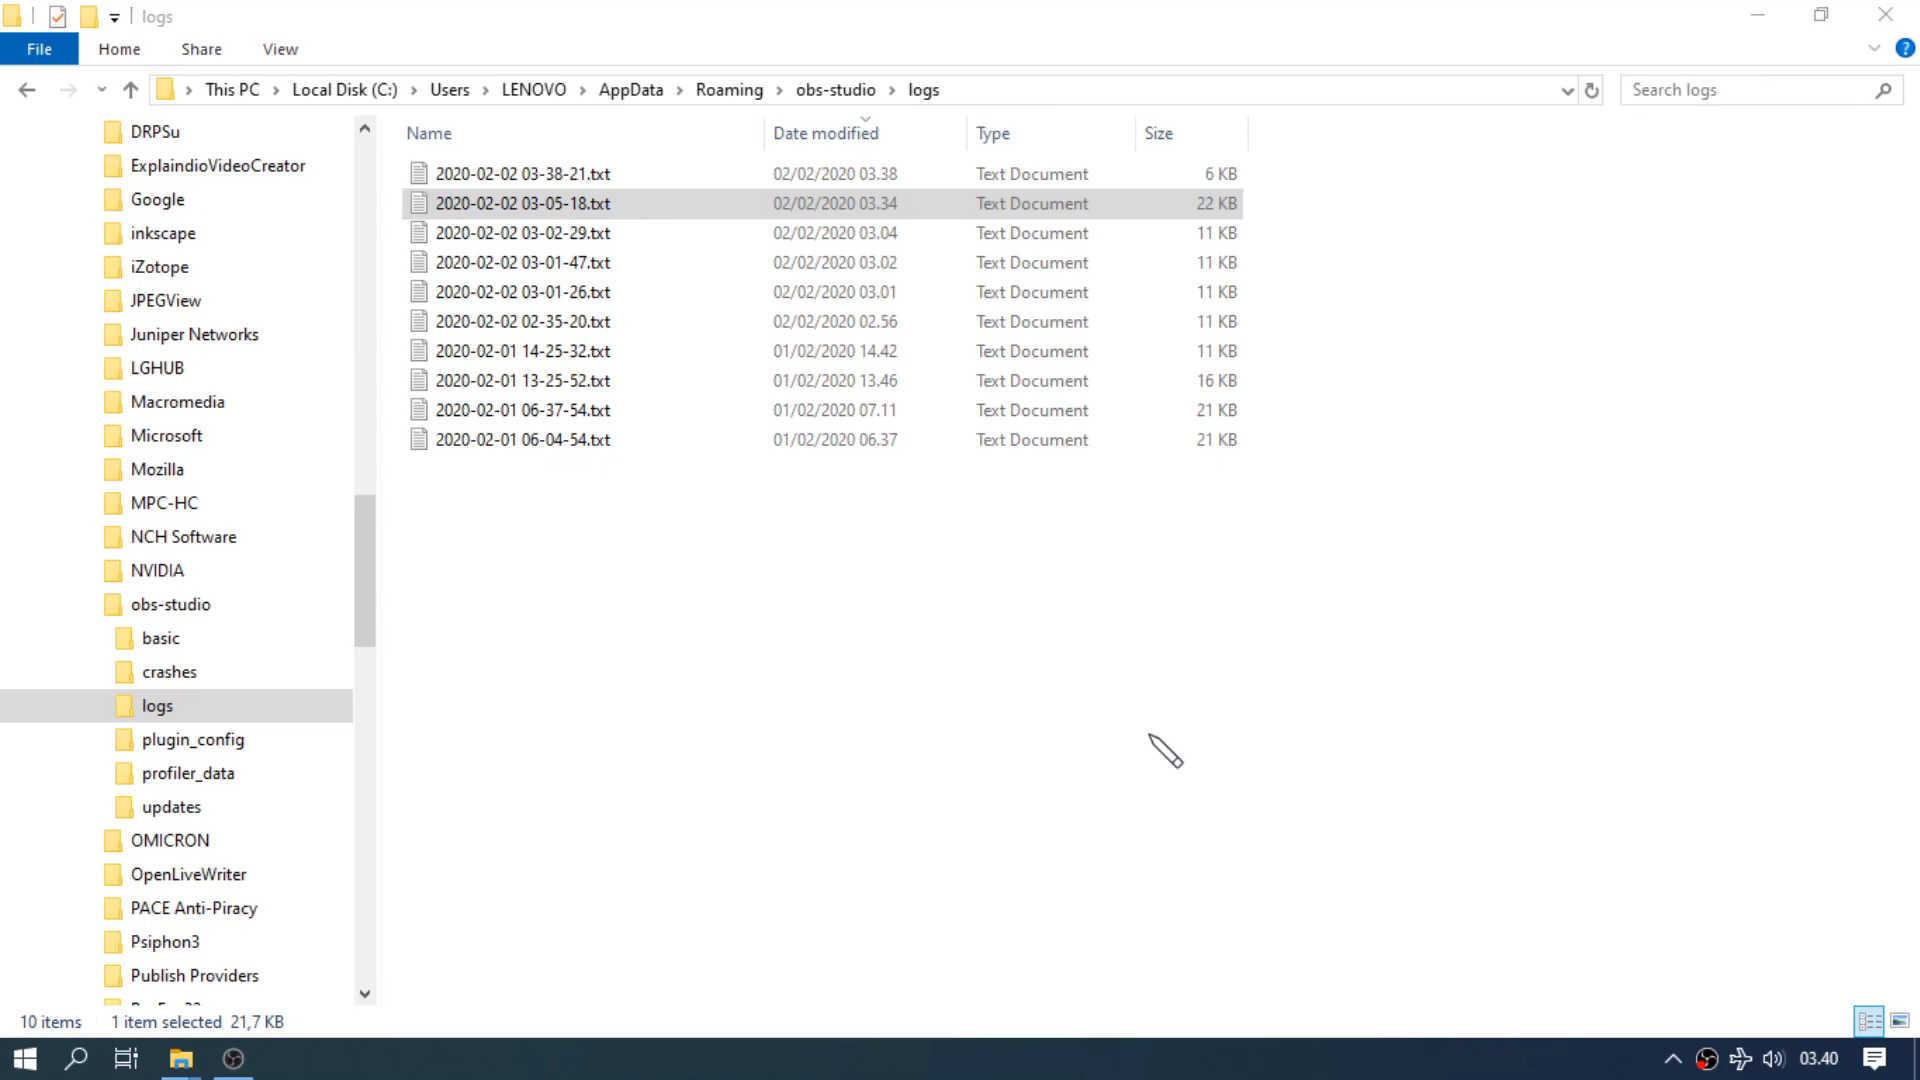 logs
File Home Share View
This PC Local Disk (C:) Users LENOVO AppData Roaming obs-studio logs
Search logs
DRPSu
ExplaindioVideoCreator
Google
inkscape
iZotope
JPEGView
Juniper Networks
LGHUB
Macromedia
Microsoft
Mozilla
MPC-HC
NCH Software
NVIDIA
obs-studio
basic
crashes
logs
plugin_config
profiler_data
updates
OMICRON
OpenLiveWriter
PACE Anti-Piracy
Psiphon3
Publish Providers
Name Date modified Type Size
2020-02-02 03-38-21.txt 02/02/2020 03.38 Text Document 6 KB
2020-02-02 03-05-18.txt 02/02/2020 03.34 Text Document 22 KB
2020-02-02 03-02-29.txt 02/02/2020 03.04 Text Document 11 KB
2020-02-02 03-01-47.txt 02/02/2020 03.02 Text Document 11 KB
2020-02-02 03-01-26.txt 02/02/2020 03.01 Text Document 11 KB
2020-02-02 02-35-20.txt 02/02/2020 02.56 Text Document 11 KB
2020-02-01 14-25-32.txt 01/02/2020 14.42 Text Document 11 KB
2020-02-01 13-25-52.txt 01/02/2020 13.46 Text Document 16 KB
2020-02-01 06-37-54.txt 01/02/2020 07.11 Text Document 21 KB
2020-02-01 06-04-54.txt 01/02/2020 06.37 Text Document 21 KB
10 items 1 item selected 21,7 KB
03.40